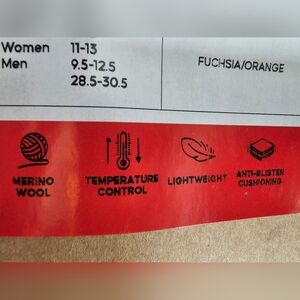 Women 11-13
Men 9.5-12.5
28.5-30.5
FUCHSIA/ORANGE
MERINO
WOOL
TEMPERATURE
CONTROL
LIGHTWEIGHT
ANTI-BLISTER
CUSHIONING